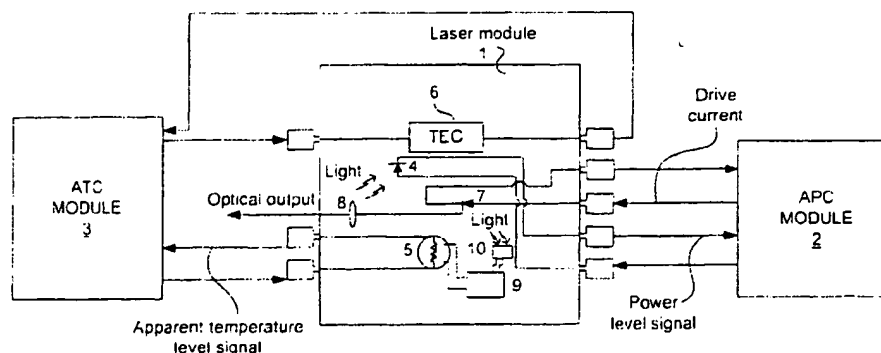 Laser module
1
6
TEC
Drive
current
4
Light
ATC
MODULE
3
Optical output
8
7
Light
5
10
9
APC
MODULE
2
Apparent temperature
level signal
Power
level signal